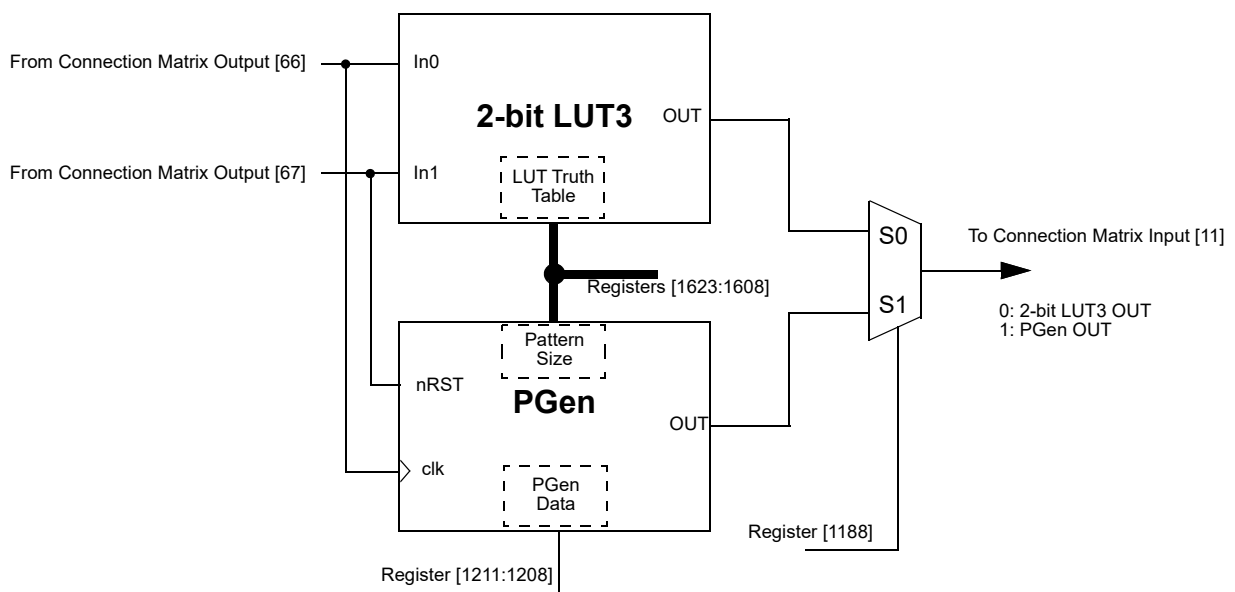 From Connection Matrix Output [66]
In0
2-bit LUT3
OUT
From Connection Matrix Output [67]
In1
LUT Truth
Table
S0
To Connection Matrix Input [11]
Registers [1623:1608]
S1
0: 2-bit LUT3 OUT
1: PGen OUT
Pattern
Size
nRST
PGen
OUT
clk
PGen
Data
Register [1188]
Register [1211:1208]